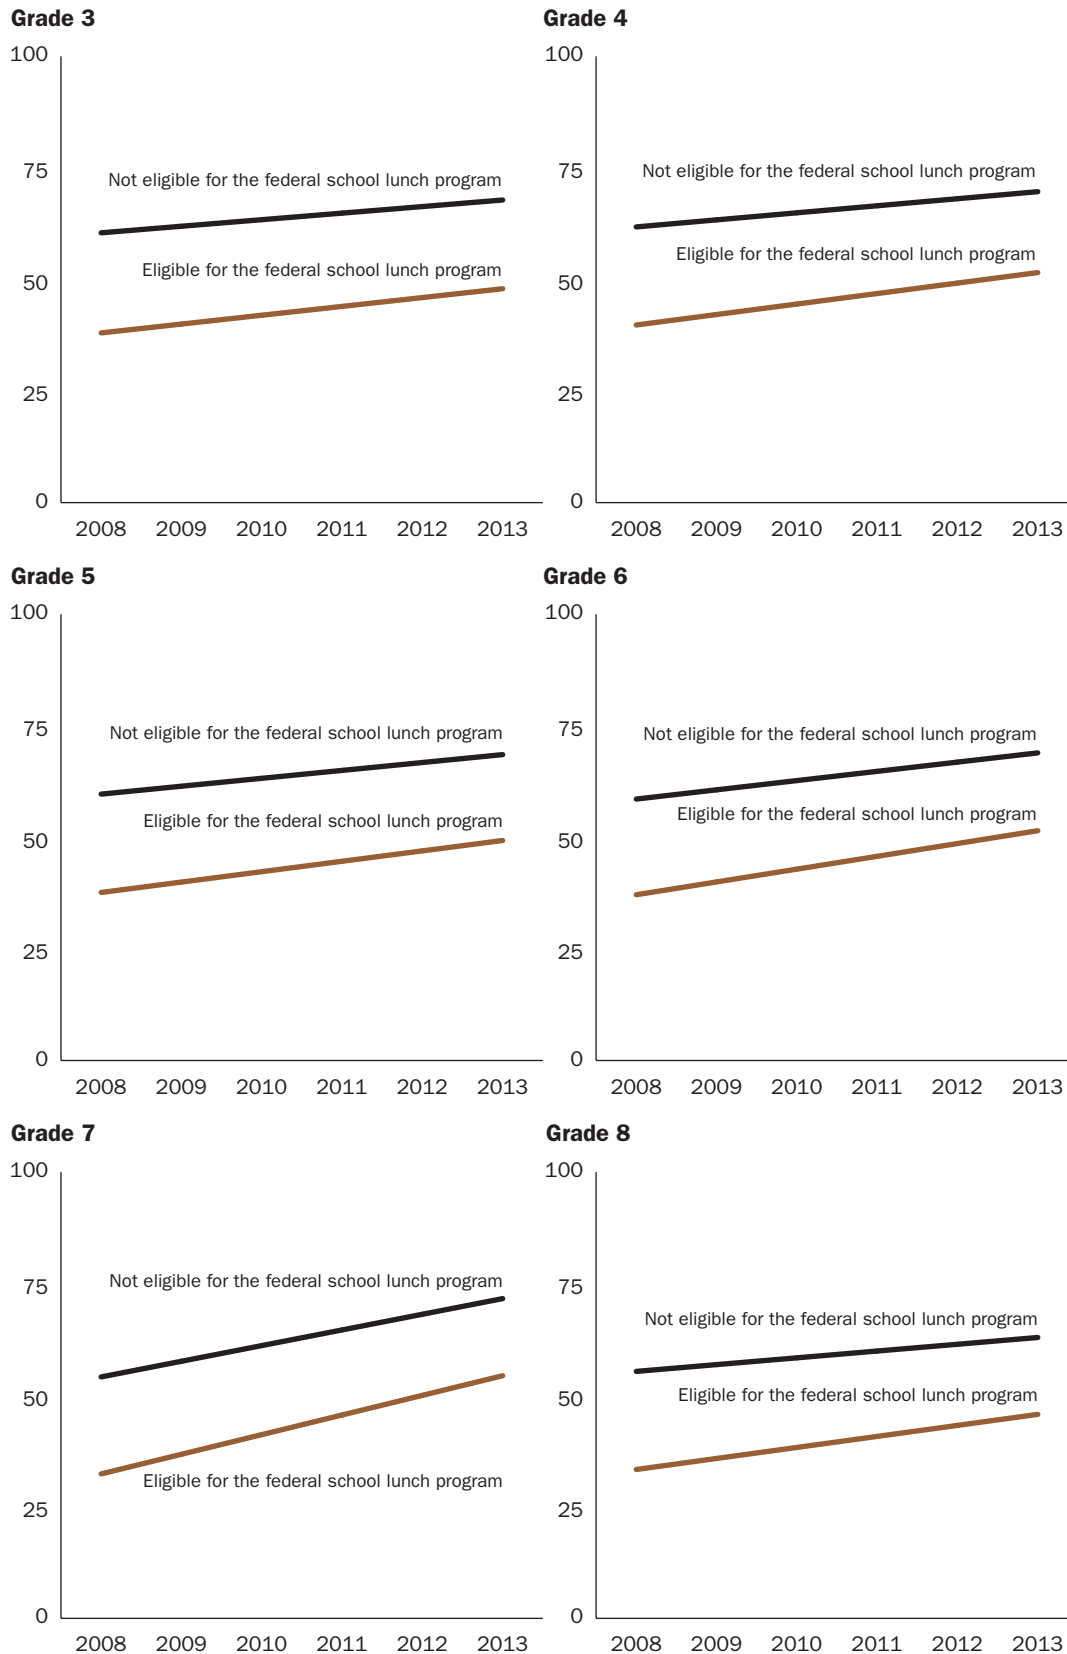 Grade 3
100
75
Not eligible for the federal school lunch program
Eligible for the federal school lunch program
50
25
0
2008 2009 2010 2011 2012 2013
Grade 4
100
75
Not eligible for the federal school lunch program
Eligible for the federal school lunch program
50
25
0
2008 2009 2010 2011 2012 2013
Grade 5
100
75
Not eligible for the federal school lunch program
Eligible for the federal school lunch program
50
25
0
2008 2009 2010 2011 2012 2013
Grade 6
100
75
Not eligible for the federal school lunch program
Eligible for the federal school lunch program
50
25
0
2008 2009 2010 2011 2012 2013
Grade 7
100
75
Not eligible for the federal school lunch program
50
Eligible for the federal school lunch program
25
0
2008 2009 2010 2011 2012 2013
Grade 8
100
75
Not eligible for the federal school lunch program
Eligible for the federal school lunch program
50
25
0
2008 2009 2010 2011 2012 2013